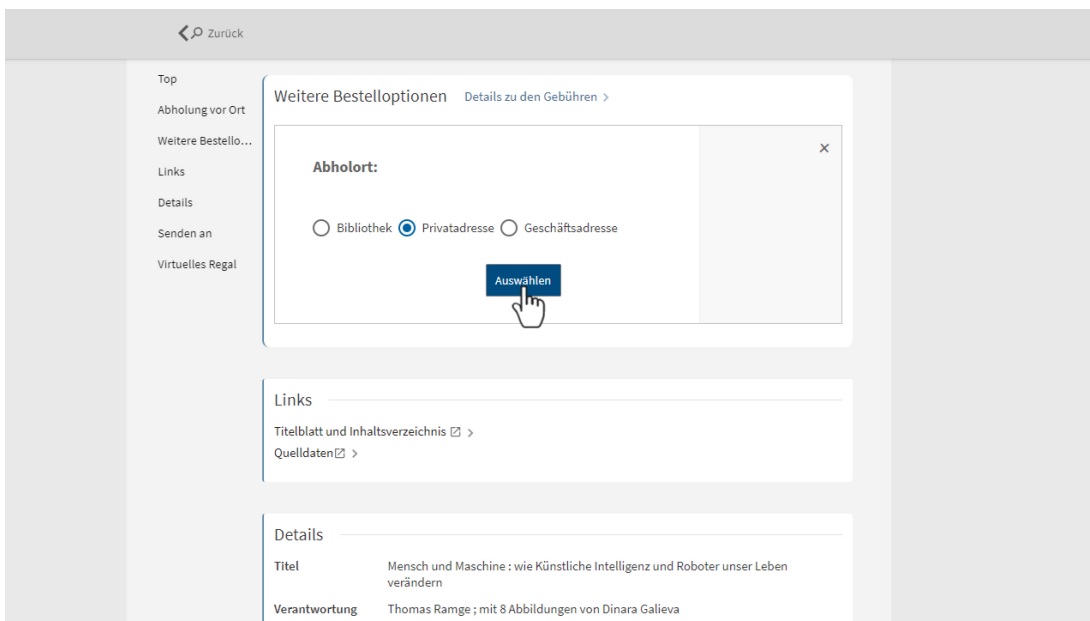 Zurück
Top
Abholung vor Ort
Weitere Bestello...
Links
Details
Senden an
Virtuelles Regal
Weitere Bestelloptionen Details zu den Gebühren >
×
Abholort:
Bibliothek Privatadresse Geschäftsadresse
Auswählen
Links
Titelblatt und Inhaltsverzeichnis >
Quelldaten >
Details
Titel Mensch und Maschine : wie Künstliche Intelligenz und Roboter unser Leben
verändern
Verantwortung Thomas Ramge ; mit 8 Abbildungen von Dinara Galieva